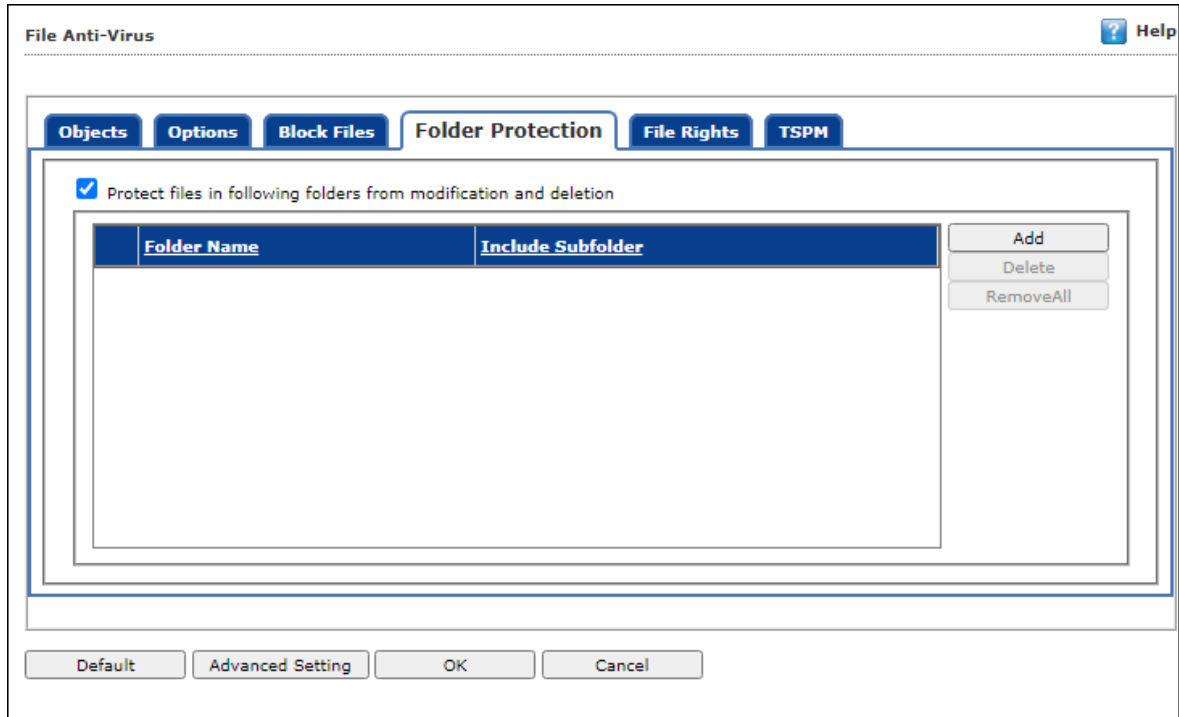 File Anti-Virus
? Help
Objects Options Block Files Folder Protection File Rights TSPM
Protect files in following folders from modification and deletion
Folder Name Include Subfolder
Add
Delete
RemoveAll
Default Advanced Setting OK Cancel